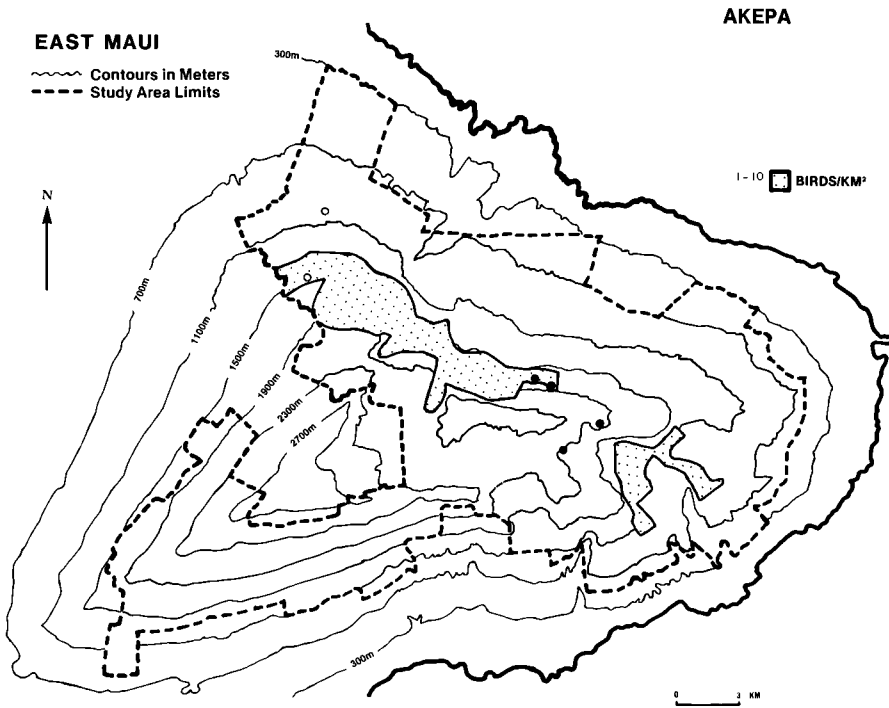 AKEPA
EAST MAUI
Contours in Meters
Study Area Limits
300m
1-10 BIRDS/KM²
N
700m
1100m
1500m
1900m
2300m
2700m
300m
0 3 KM